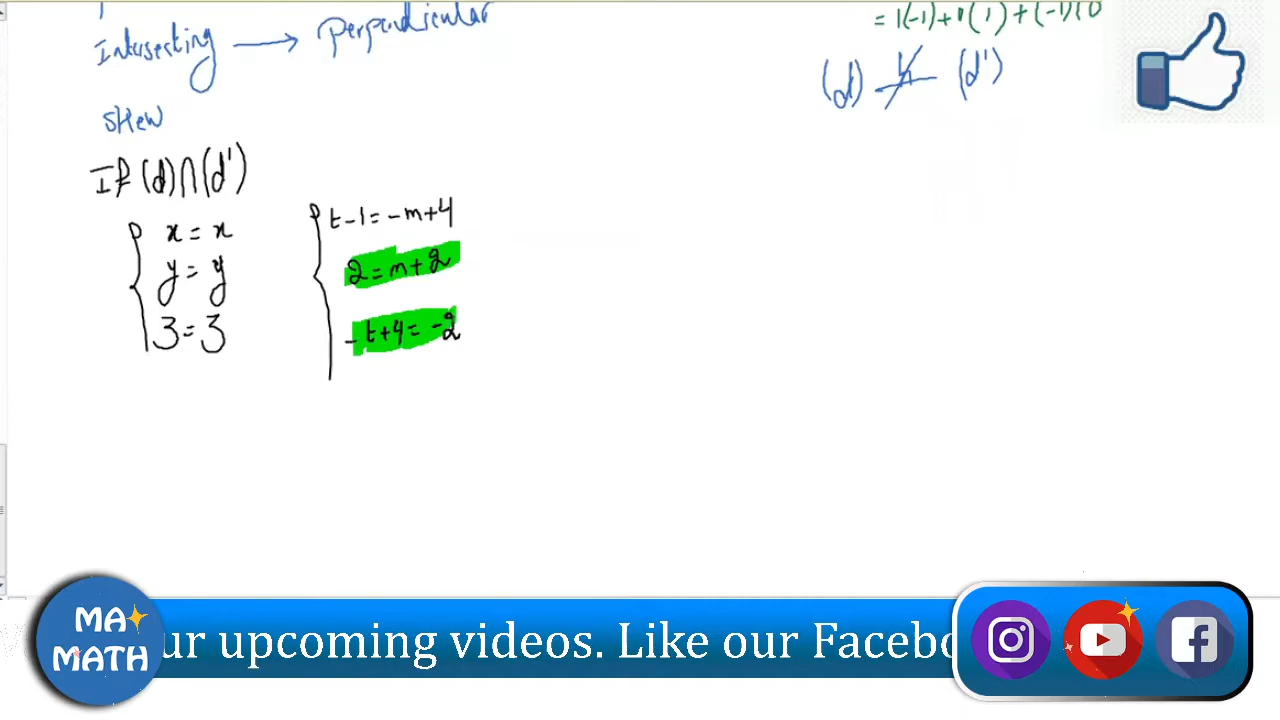 Intersecting → perpendicular
= 1(-1) + 0(1) + (-1)(0
(d) ⊥̸ (d')
skew
If (d)∩(d')
x = x
y = y
3 = 3
t-1 = -m+4
2 = m+2
-t+4 = -2
MA MATH
ur upcoming videos. Like our Facebo